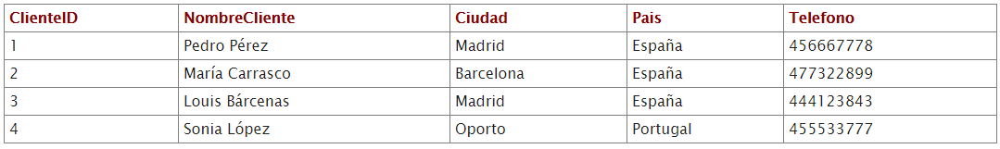 ClienteID NombreCliente Ciudad Pais Telefono
1 Pedro Pérez Madrid España 456667778
2 María Carrasco Barcelona España 477322899
3 Louis Bárcenas Madrid España 444123843
4 Sonia López Oporto Portugal 455533777